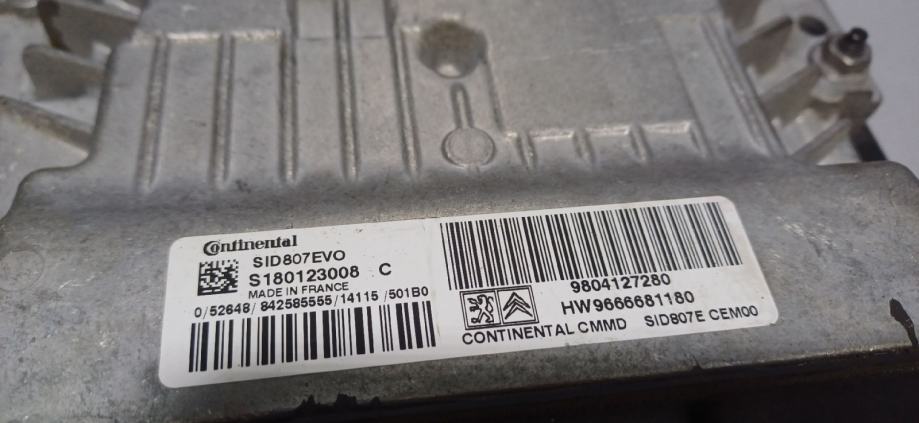 Continental
SID807EVO
S180123008 C
MADE IN FRANCE
0/52648/842585555/14115/501B0
9804127280
HW9666681180
CONTINENTAL CMMD SID807E CEM00